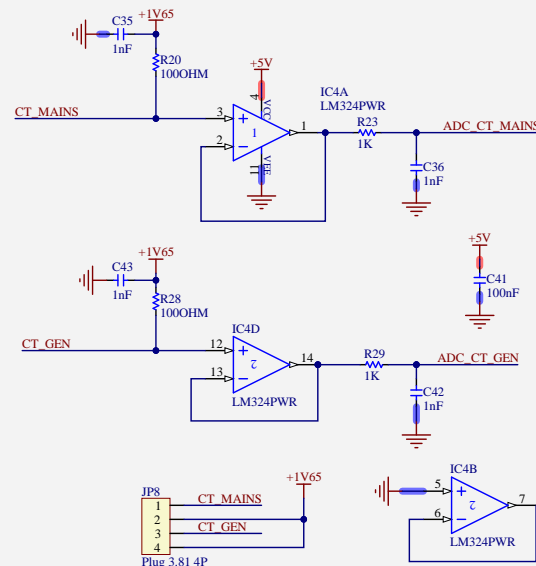 C35
+1V65
1nF
R20
100OHM
+5V
IC4A
LM324PWR
4
VCC
CT_MAINS
3
1
1
R23
ADC_CT_MAINS
2
1K
VEE
11
C36
1nF
+1V65
+5V
C43
1nF
C41
100nF
R28
100OHM
IC4D
CT_GEN
12
2
14
R29
ADC_CT_GEN
13
1K
LM324PWR
C42
1nF
+1V65
IC4B
JP8
1
CT_MAINS
2
3
CT_GEN
4
Plug 3.81 4P
5
2
7
6
LM324PWR